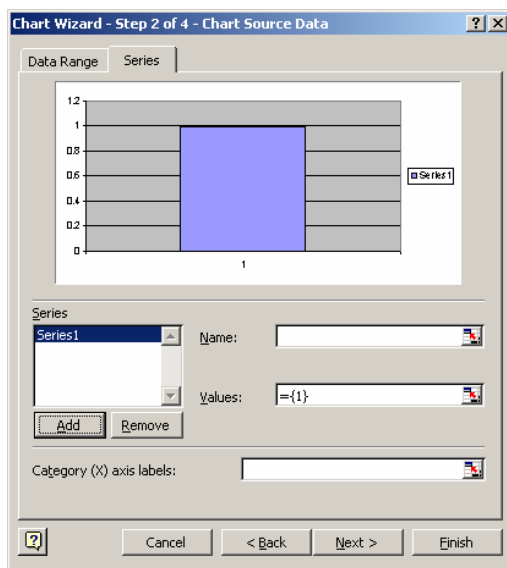 Chart Wizard - Step 2 of 4 - Chart Source Data
Data Range Series
1.2
1
0.8
0.6
0.4
0.2
0
1
Series1
Series
Series1
Name:
Values: ={1}
Add Remove
Category (X) axis labels:
Cancel < Back Next > Finish